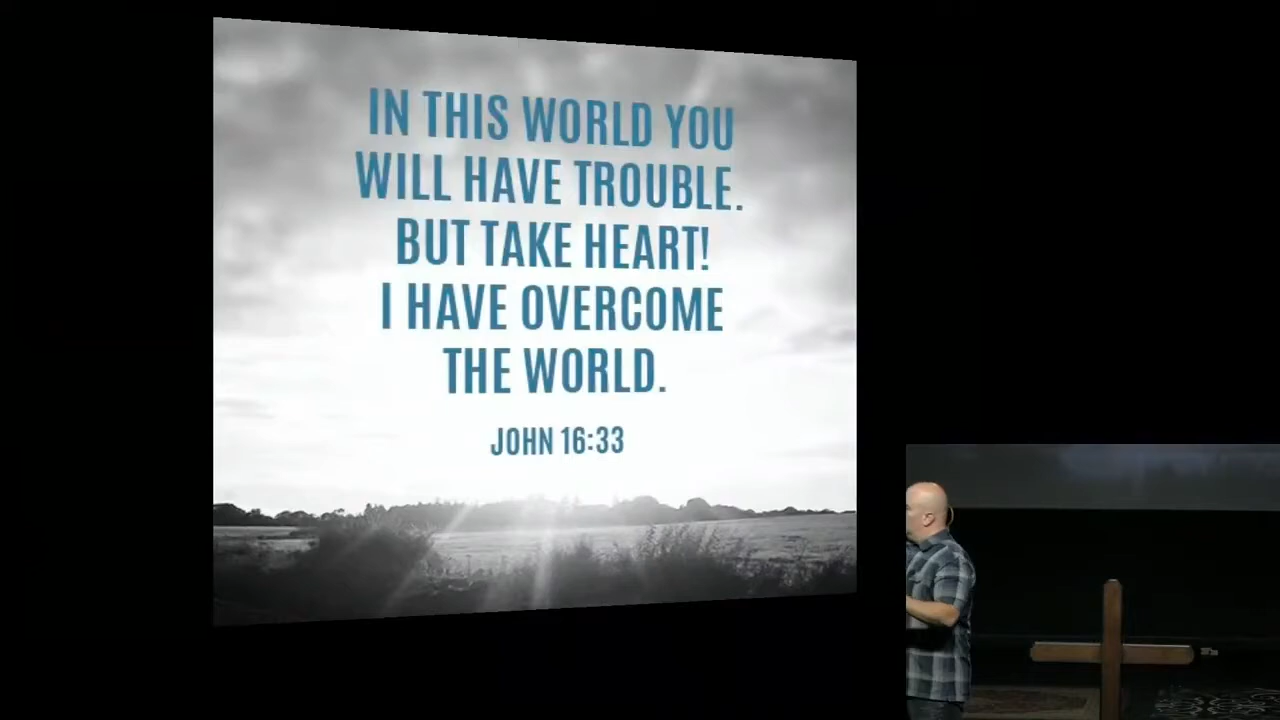 IN THIS WORLD YOU
WILL HAVE TROUBLE.
BUT TAKE HEART!
I HAVE OVERCOME
THE WORLD.
JOHN 16:33